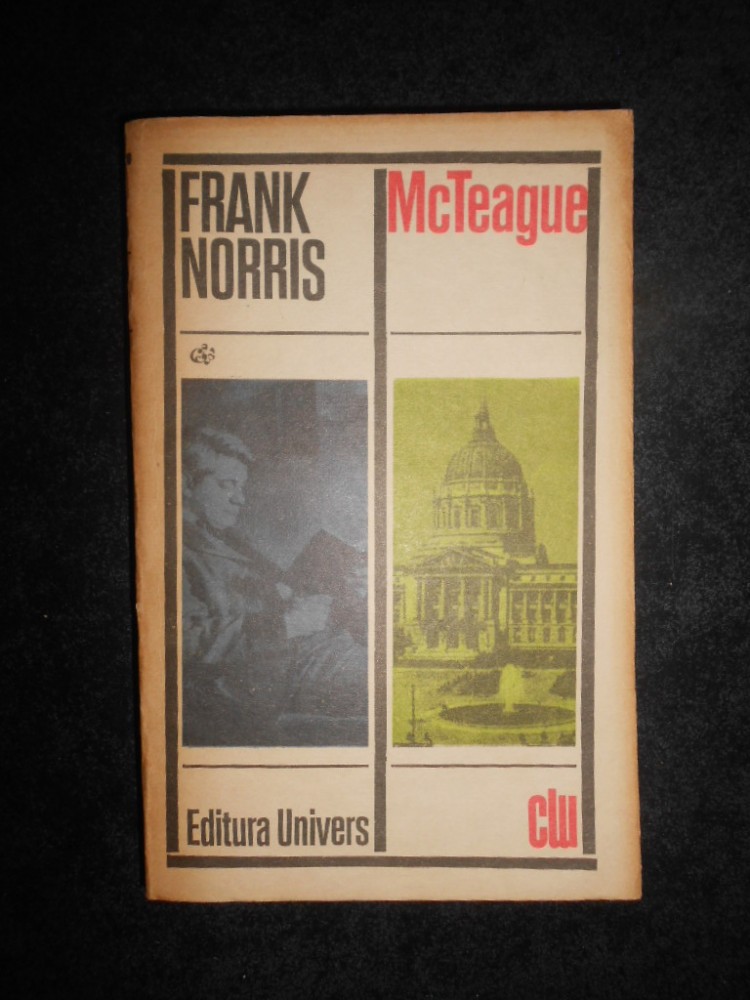 FRANK
NORRIS
McTeague
Editura Univers
clu